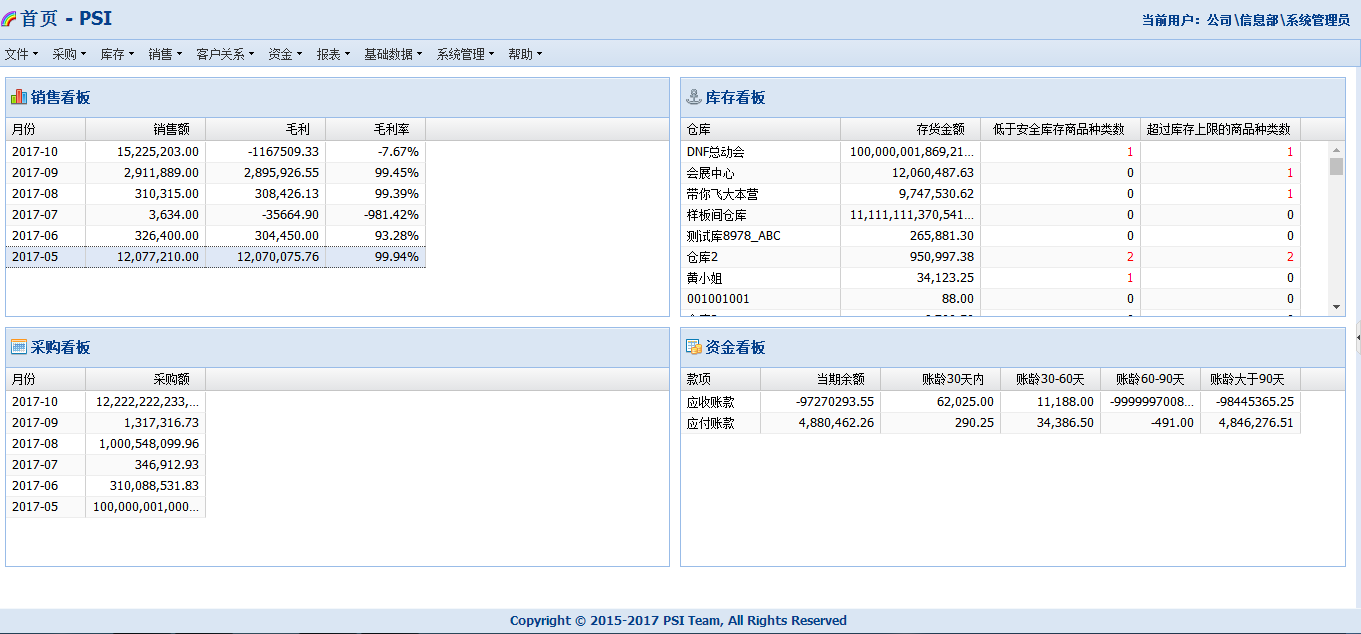 首页 - PSI
当前用户：公司\信息部\系统管理员
文件 采购 库存 销售 客户关系 资金 报表 基础数据 系统管理 帮助
销售看板
月份 销售额 毛利 毛利率
2017-10 15,225,203.00 -1167509.33 -7.67%
2017-09 2,911,889.00 2,895,926.55 99.45%
2017-08 310,315.00 308,426.13 99.39%
2017-07 3,634.00 -35664.90 -981.42%
2017-06 326,400.00 304,450.00 93.28%
2017-05 12,077,210.00 12,070,075.76 99.94%
库存看板
仓库 存货金额 低于安全库存商品种类数 超过库存上限的商品种类数
DNF总动会 100,000,001,869,21... 1 1
会展中心 12,060,487.63 0 1
带你飞大本营 9,747,530.62 0 1
样板间仓库 11,111,111,370,541... 0 0
测试库8978_ABC 265,881.30 0 0
仓库2 950,997.38 2 2
黄小姐 34,123.25 1 0
001001001 88.00 0 0
采购看板
月份 采购额
2017-10 12,222,222,233,...
2017-09 1,317,316.73
2017-08 1,000,548,099.96
2017-07 346,912.93
2017-06 310,088,531.83
2017-05 100,000,001,000...
资金看板
款项 当期余额 账龄30天内 账龄30-60天 账龄60-90天 账龄大于90天
应收账款 -97270293.55 62,025.00 11,188.00 -9999997008... -98445365.25
应付账款 4,880,462.26 290.25 34,386.50 -491.00 4,846,276.51
Copyright © 2015-2017 PSI Team, All Rights Reserved